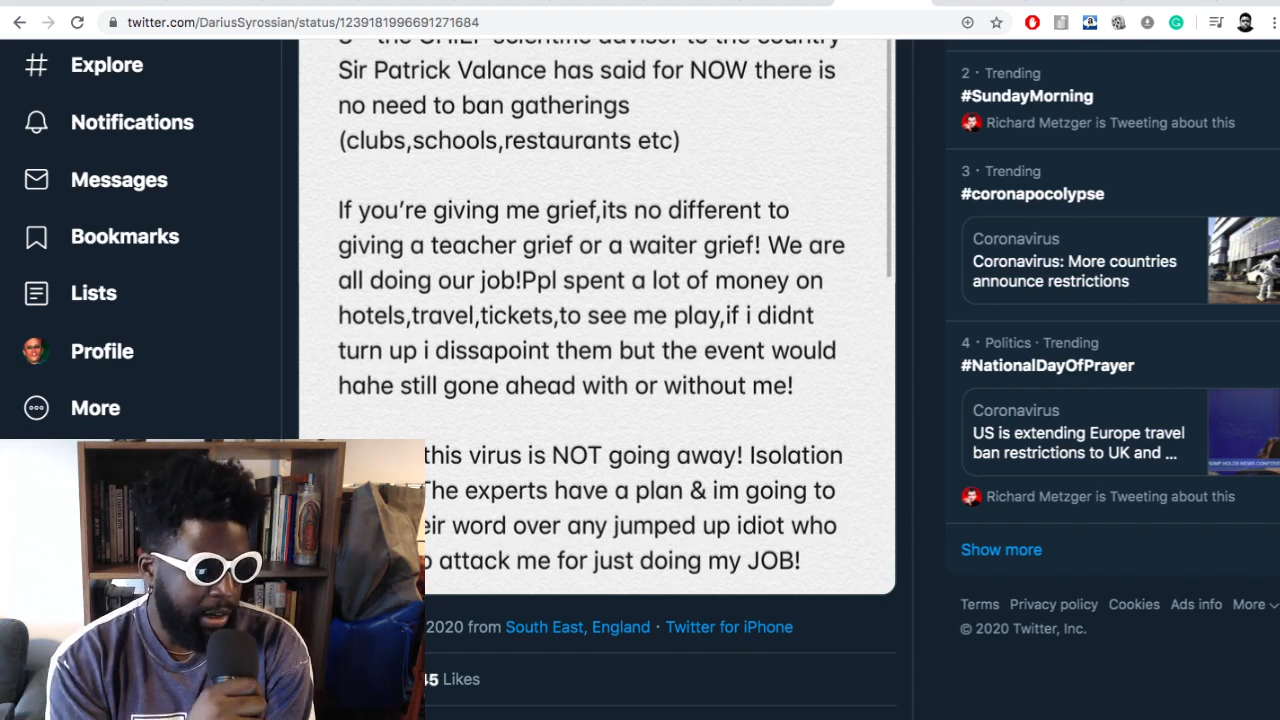 twitter.com/DariusSyrossian/status/1239181996691271684
Explore
Notifications
Messages
Bookmarks
Lists
Profile
More
the CHIEF scientific adviser to the country
Sir Patrick Valance has said for NOW there is
no need to ban gatherings
(clubs,schools,restaurants etc)
If you’re giving me grief,its no different to
giving a teacher grief or a waiter grief! We are
all doing our job!Ppl spent a lot of money on
hotels,travel,tickets,to see me play,if i didnt
turn up i dissapoint them but the event would
hahe still gone ahead with or without me!
this virus is NOT going away! Isolation
The experts have a plan & im going to
word over any jumped up idiot who
attack me for just doing my JOB!
2020 from South East, England · Twitter for iPhone
45 Likes
2 · Trending
#SundayMorning
Richard Metzger is Tweeting about this
3 · Trending
#coronapocolypse
Coronavirus
Coronavirus: More countries
announce restrictions
4 · Politics · Trending
#NationalDayOfPrayer
Coronavirus
US is extending Europe travel
ban restrictions to UK and ...
Richard Metzger is Tweeting about this
Show more
Terms Privacy policy Cookies Ads info More
© 2020 Twitter, Inc.